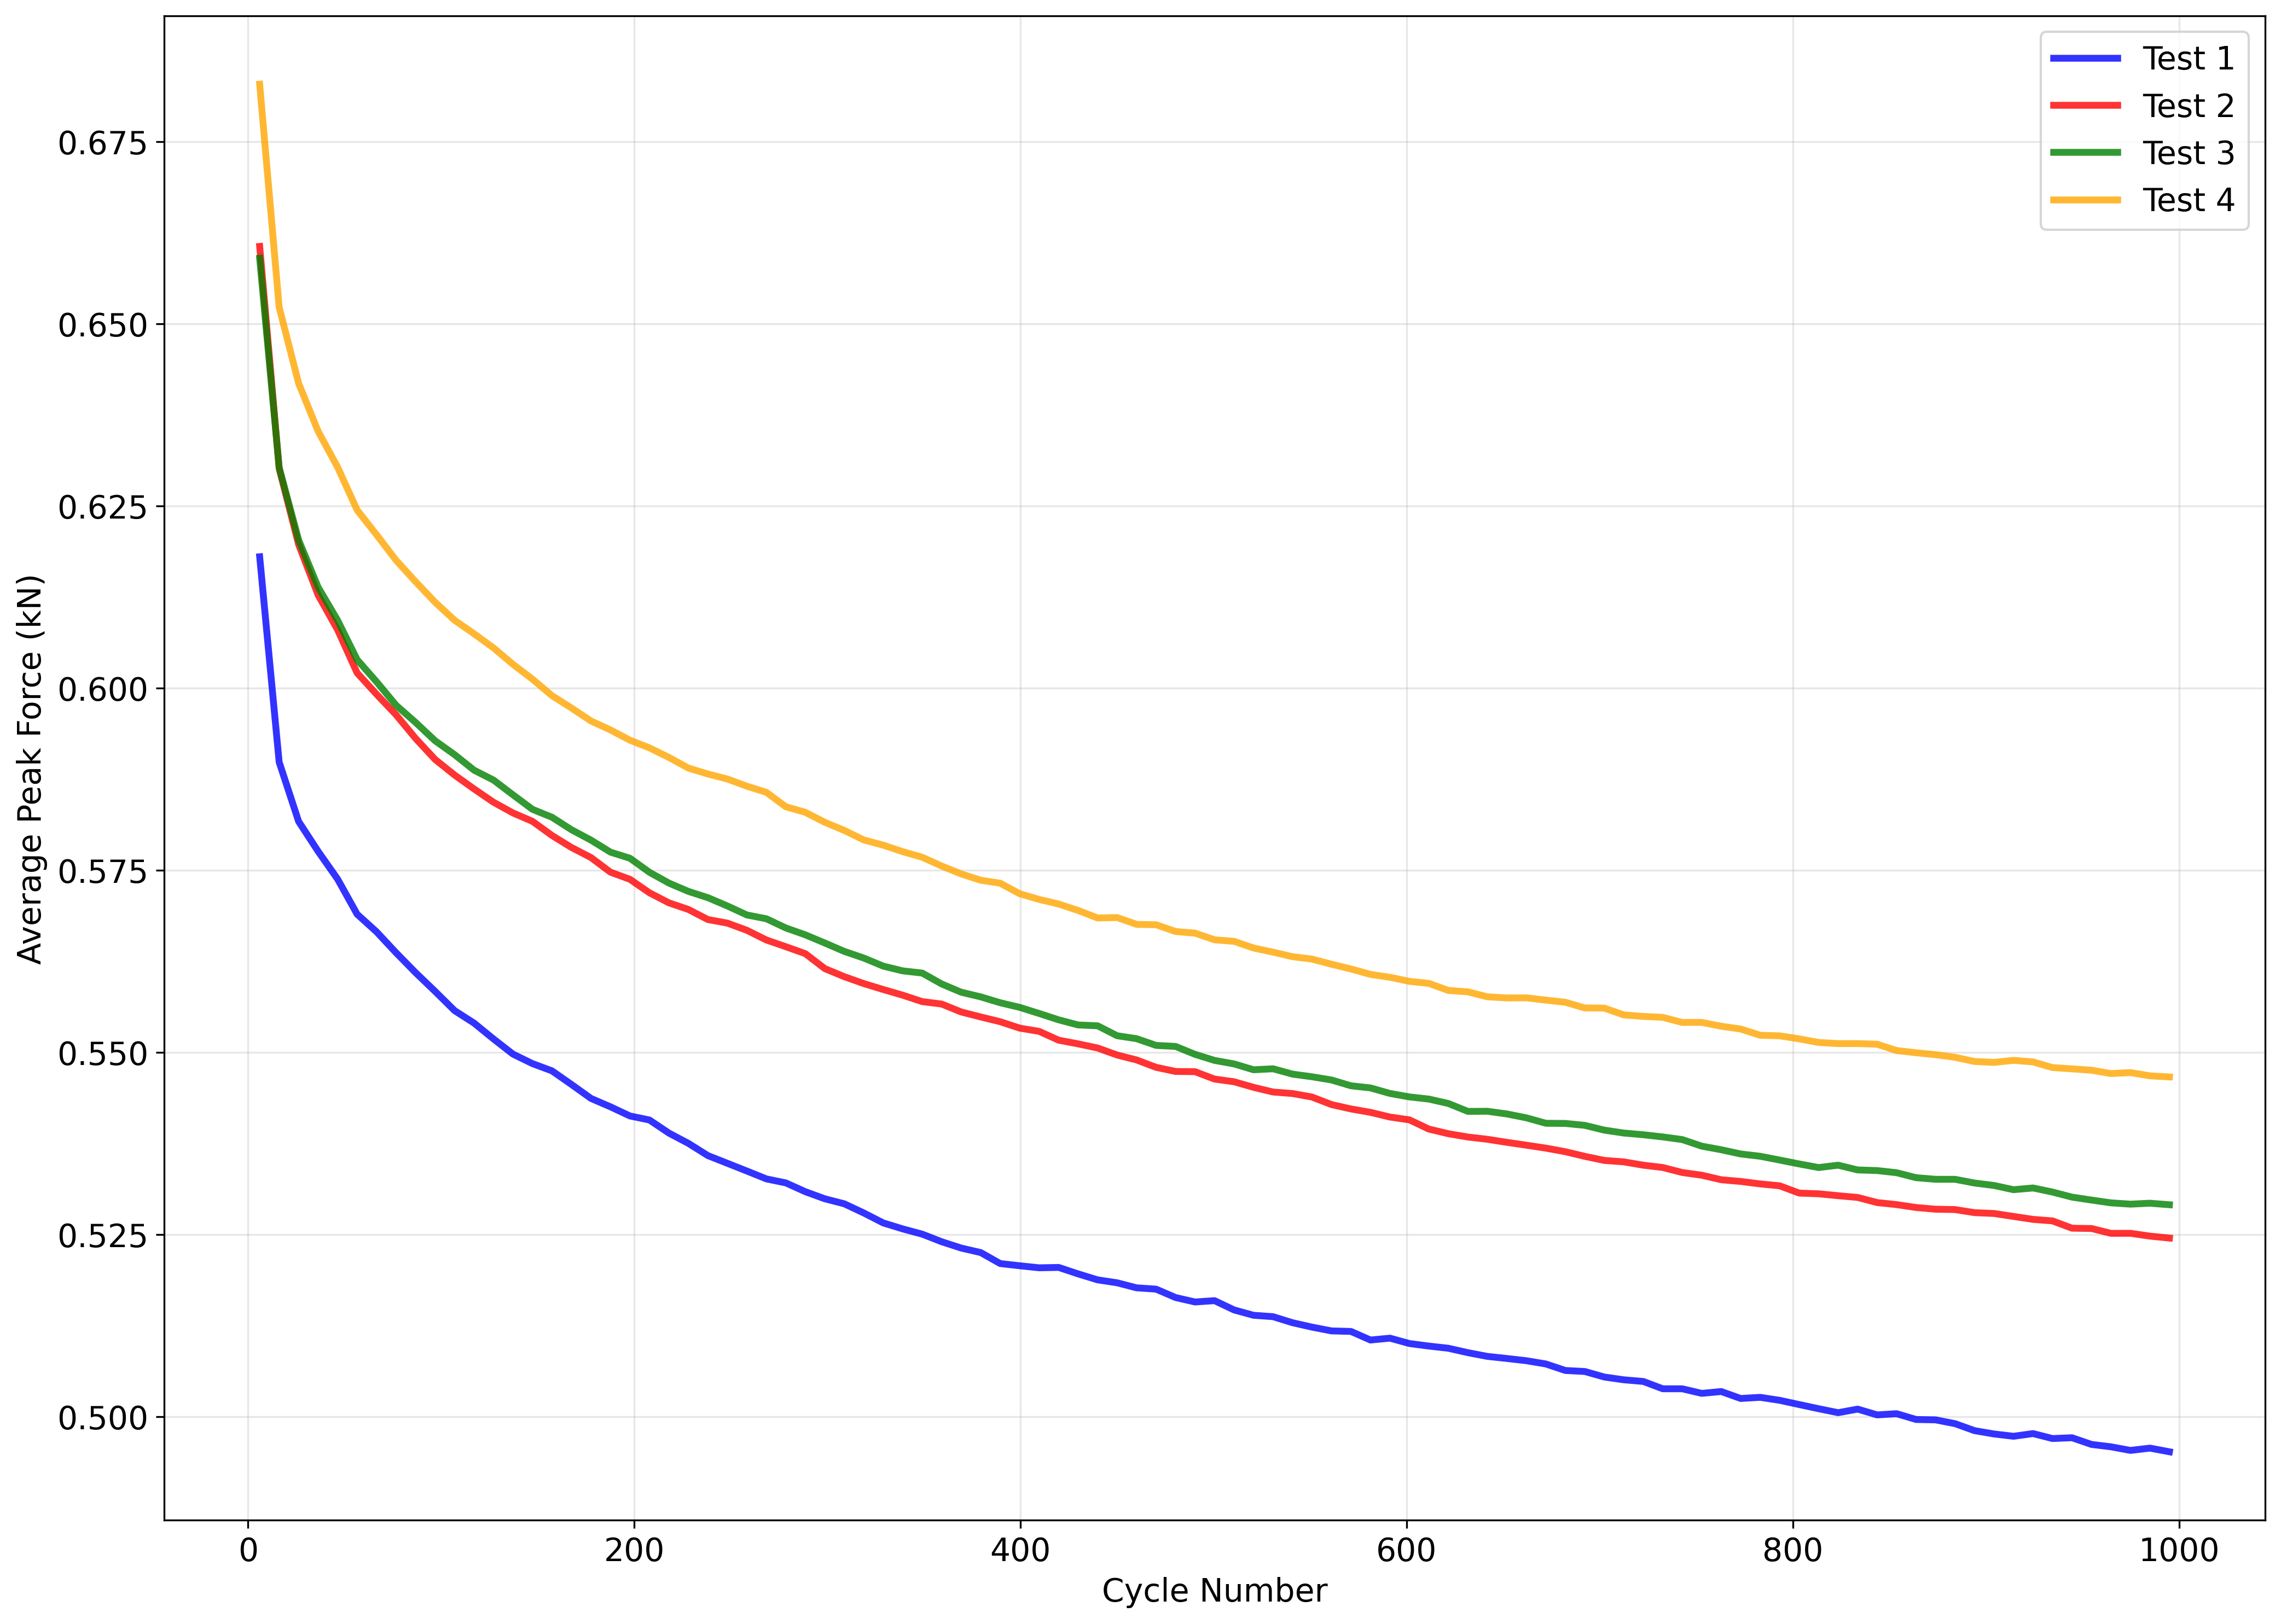 Test 1
Test 2
Test 3
Test 4
Average Peak Force (kN)
0.675
0.650
0.625
0.600
0.575
0.550
0.525
0.500
0 200 400 600 800 1000
Cycle Number